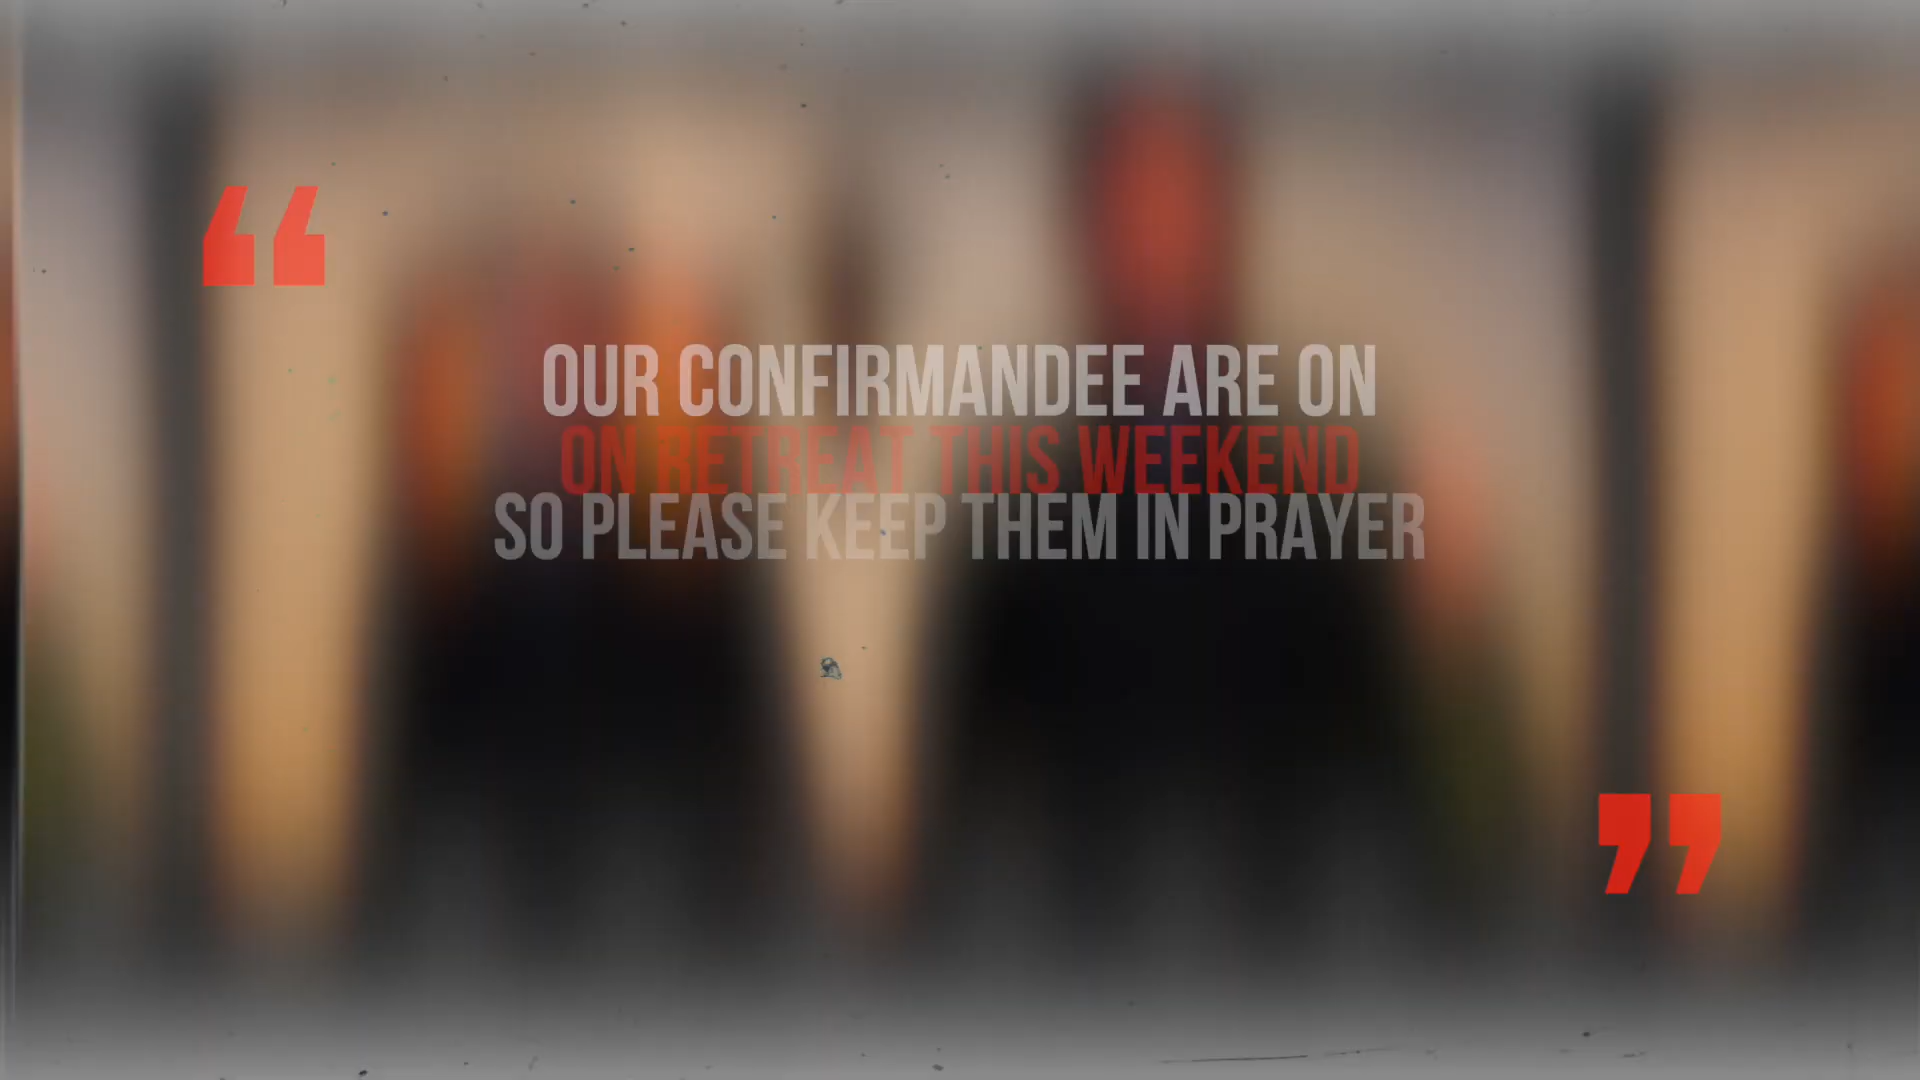 “
OUR CONFIRMANDEE ARE ON
ON RETREAT THIS WEEKEND
SO PLEASE KEEP THEM IN PRAYER
”